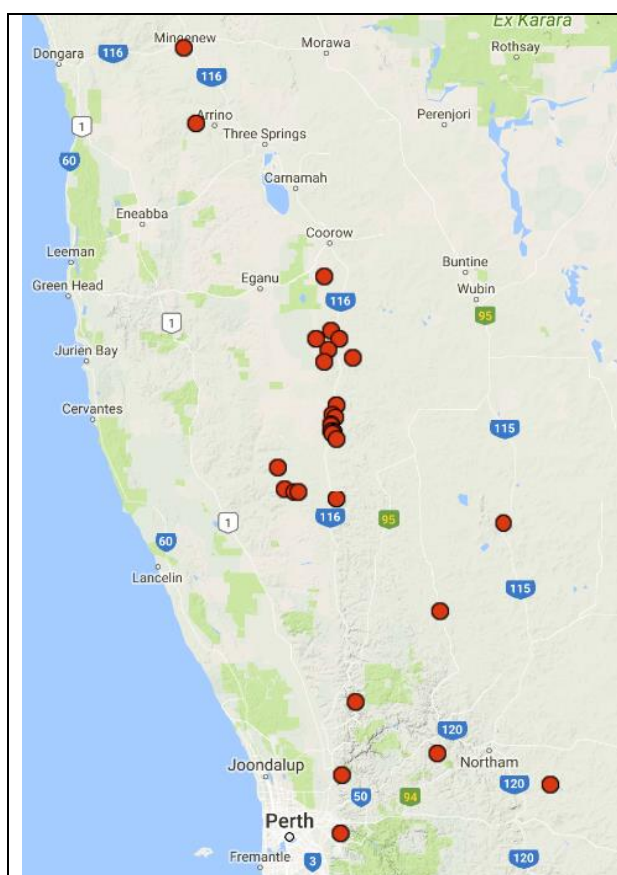 Ex Karara
Mingenew
Dongara
116
Morawa
Rothsay
116
Arrino
Perenjori
1
Three Springs
60
Carnamah
Eneabba
Coorow
Leeman
Buntine
Eganu
Green Head
Wubin
116
1
95
Jurien Bay
Cervantes
115
116
95
1
60
Lancelin
115
120
Northam
Joondalup
120
50
94
Perth
120
Fremantle
3